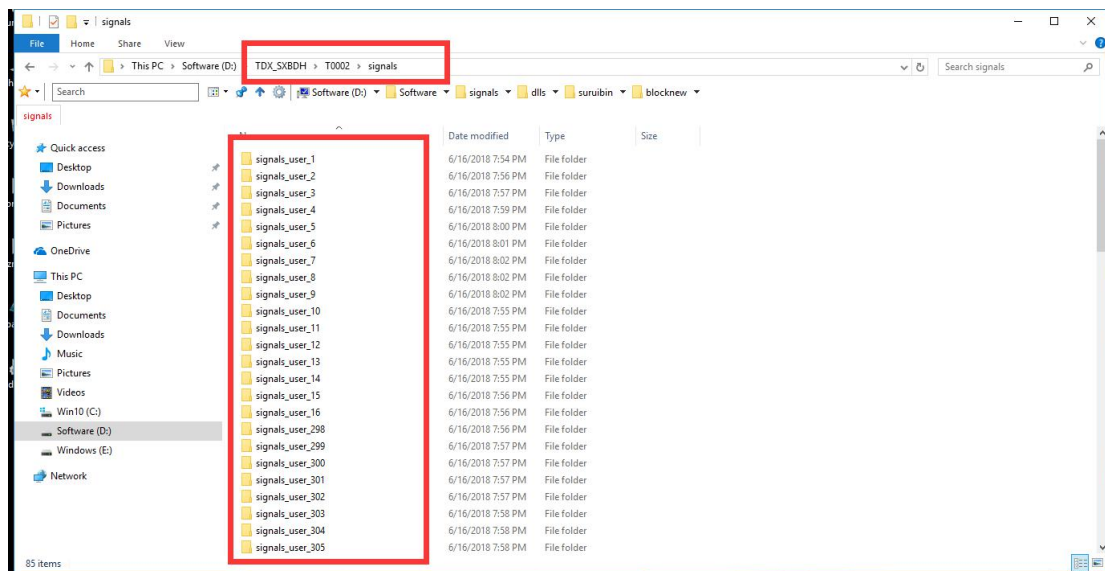 signals
File Home Share View
This PC > Software (D:) > TDX_SXBDH > T0002 > signals
Search signals
Search
Software (D:) Software signals dlls suruibin blocknew
signals
Date modified Type Size
Quick access
Desktop
Downloads
Documents
Pictures
OneDrive
This PC
Desktop
Documents
Downloads
Music
Pictures
Videos
Win10 (C:)
Software (D:)
Windows (E:)
Network
signals_user_1 6/16/2018 7:54 PM File folder
signals_user_2 6/16/2018 7:56 PM File folder
signals_user_3 6/16/2018 7:57 PM File folder
signals_user_4 6/16/2018 7:59 PM File folder
signals_user_5 6/16/2018 8:00 PM File folder
signals_user_6 6/16/2018 8:01 PM File folder
signals_user_7 6/16/2018 8:02 PM File folder
signals_user_8 6/16/2018 8:02 PM File folder
signals_user_9 6/16/2018 8:02 PM File folder
signals_user_10 6/16/2018 7:55 PM File folder
signals_user_11 6/16/2018 7:55 PM File folder
signals_user_12 6/16/2018 7:55 PM File folder
signals_user_13 6/16/2018 7:55 PM File folder
signals_user_14 6/16/2018 7:55 PM File folder
signals_user_15 6/16/2018 7:56 PM File folder
signals_user_16 6/16/2018 7:56 PM File folder
signals_user_298 6/16/2018 7:56 PM File folder
signals_user_299 6/16/2018 7:57 PM File folder
signals_user_300 6/16/2018 7:57 PM File folder
signals_user_301 6/16/2018 7:57 PM File folder
signals_user_302 6/16/2018 7:57 PM File folder
signals_user_303 6/16/2018 7:58 PM File folder
signals_user_304 6/16/2018 7:58 PM File folder
signals_user_305 6/16/2018 7:58 PM File folder
85 items